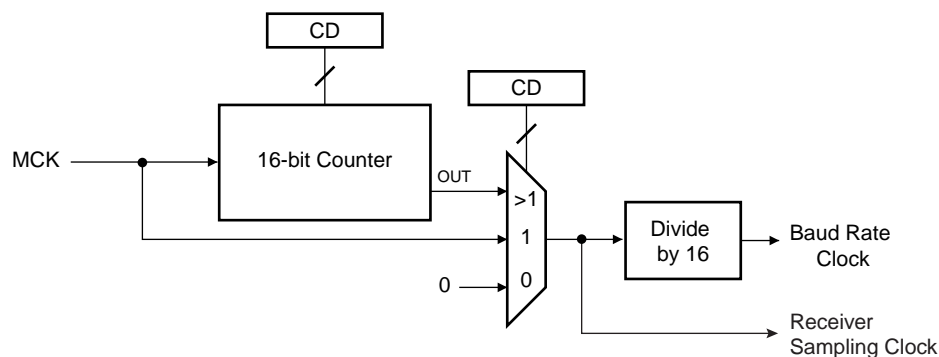 CD
CD
MCK
16-bit Counter
OUT
>1
1
0
0
Divide
by 16
Baud Rate
Clock
Receiver
Sampling Clock